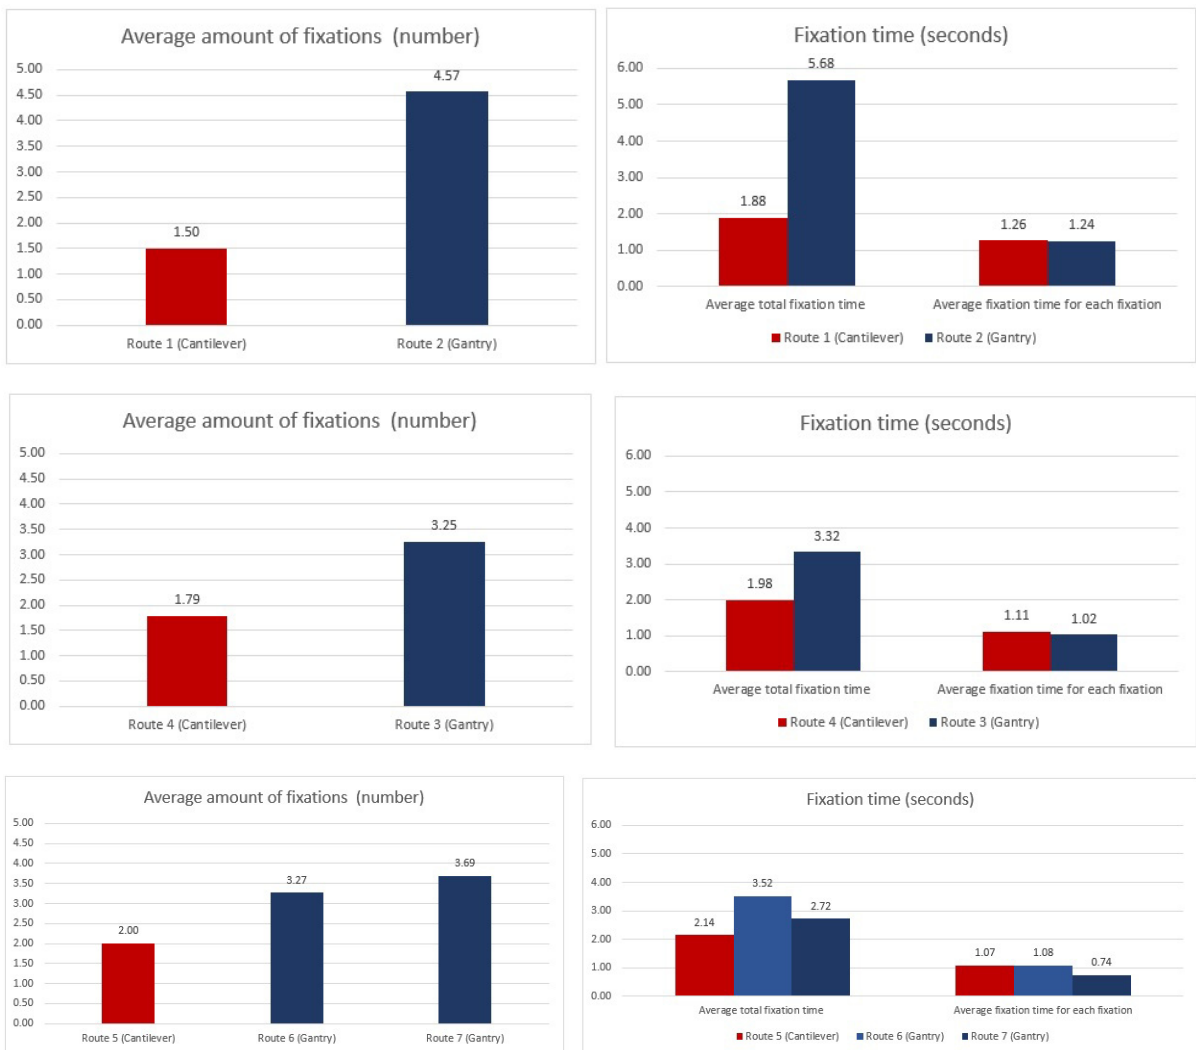 Average amount of fixations (number)
5.00
4.50
4.00
3.50
3.00
2.50
2.00
1.50
1.00
0.50
0.00
4.57
1.50
Route 1 (Cantilever)
Route 2 (Gantry)
Fixation time (seconds)
6.00
5.00
4.00
3.00
2.00
1.00
0.00
5.68
1.88
1.26
1.24
Average total fixation time
Average fixation time for each fixation
Route 1 (Cantilever)
Route 2 (Gantry)
Average amount of fixations (number)
5.00
4.50
4.00
3.50
3.00
2.50
2.00
1.50
1.00
0.50
0.00
3.25
1.79
Route 4 (Cantilever)
Route 3 (Gantry)
Fixation time (seconds)
6.00
5.00
4.00
3.00
2.00
1.00
0.00
3.32
1.98
1.11
1.02
Average total fixation time
Average fixation time for each fixation
Route 4 (Cantilever)
Route 3 (Gantry)
Average amount of fixations (number)
5.00
4.50
4.00
3.50
3.00
2.50
2.00
1.50
1.00
0.50
0.00
2.00
3.27
3.69
Route 5 (Cantilever)
Route 6 (Gantry)
Route 7 (Gantry)
Fixation time (seconds)
6.00
5.00
4.00
3.00
2.00
1.00
0.00
2.14
3.52
2.72
1.07
1.08
0.74
Average total fixation time
Average fixation time for each fixation
Route 5 (Cantilever)
Route 6 (Gantry)
Route 7 (Gantry)